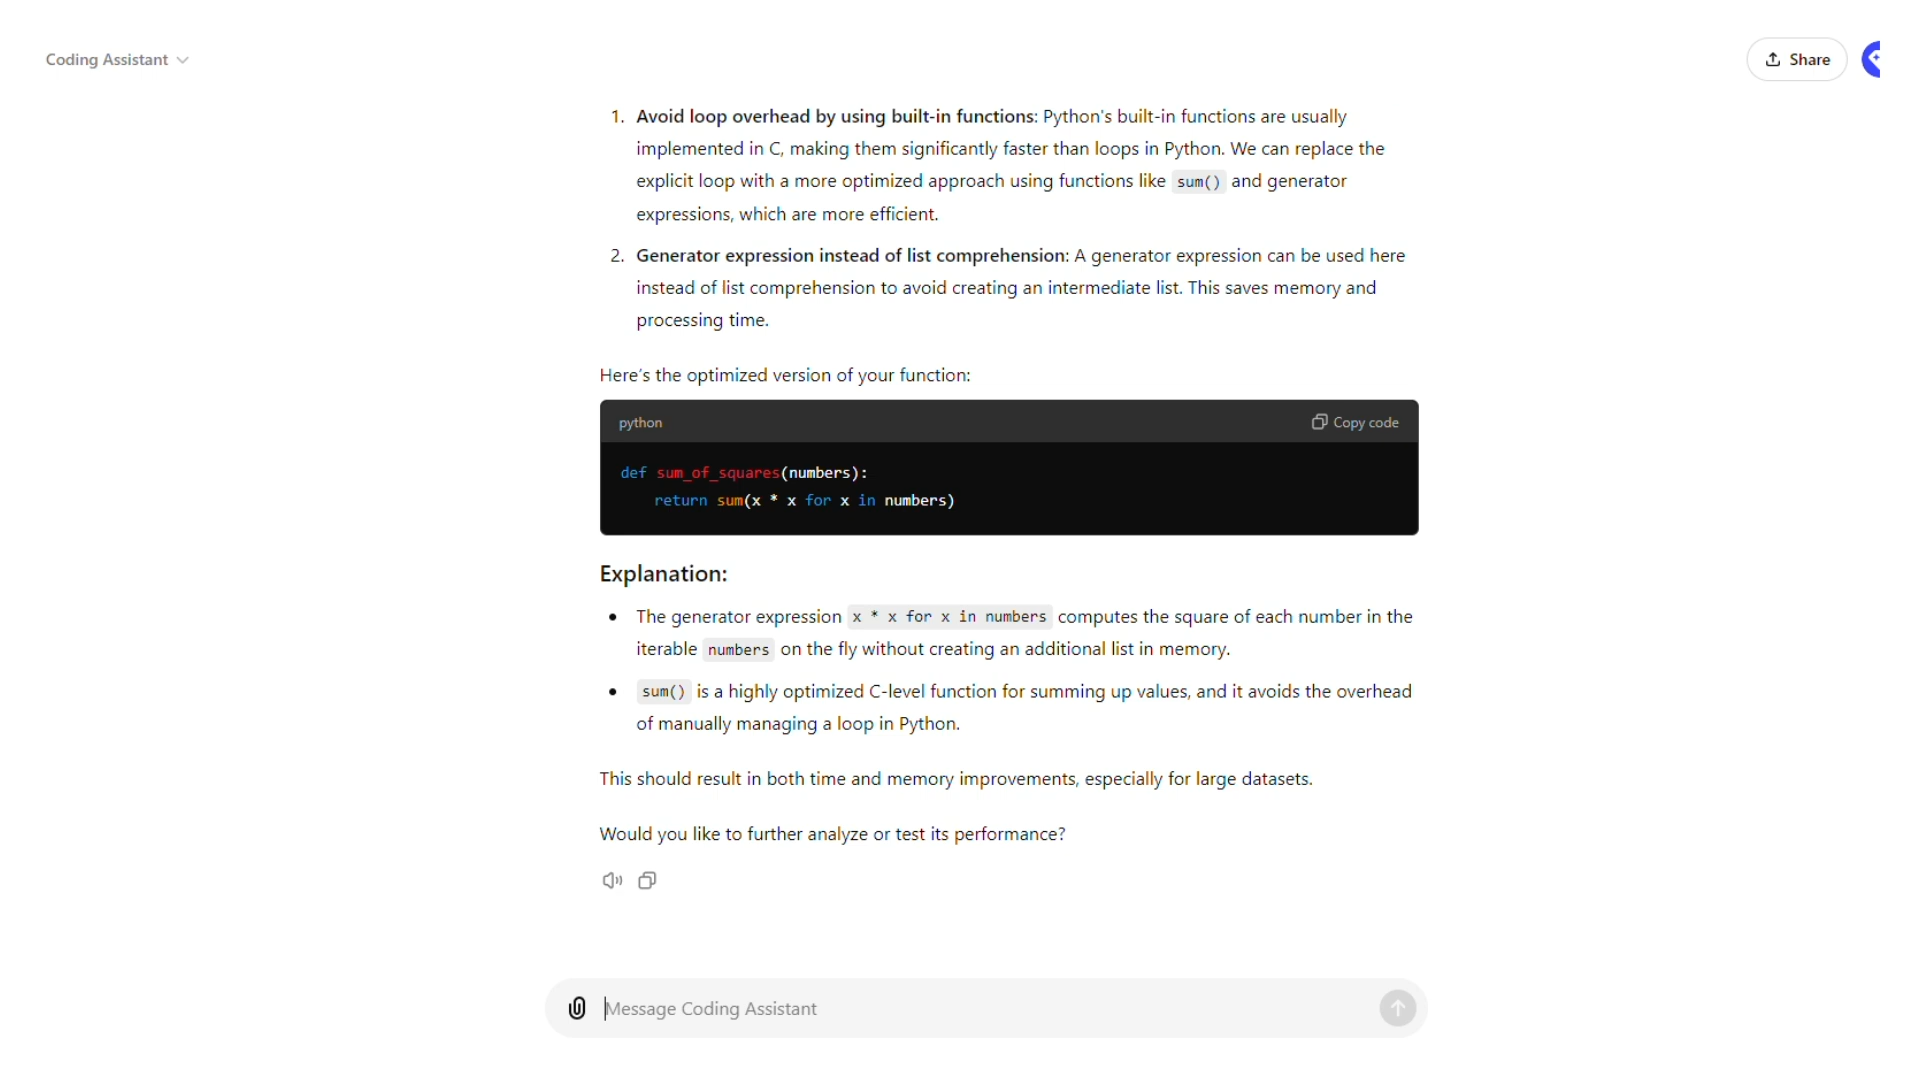 Coding Assistant
Share
1. Avoid loop overhead by using built-in functions: Python's built-in functions are usually
implemented in C, making them significantly faster than loops in Python. We can replace the
explicit loop with a more optimized approach using functions like sum() and generator
expressions, which are more efficient.
2. Generator expression instead of list comprehension: A generator expression can be used here
instead of list comprehension to avoid creating an intermediate list. This saves memory and
processing time.
Here's the optimized version of your function:
python
Copy code
def sum_of_squares(numbers):
    return sum(x * x for x in numbers)
Explanation:
• The generator expression x * x for x in numbers computes the square of each number in the
iterable numbers on the fly without creating an additional list in memory.
• sum() is a highly optimized C-level function for summing up values, and it avoids the overhead
of manually managing a loop in Python.
This should result in both time and memory improvements, especially for large datasets.
Would you like to further analyze or test its performance?
Message Coding Assistant